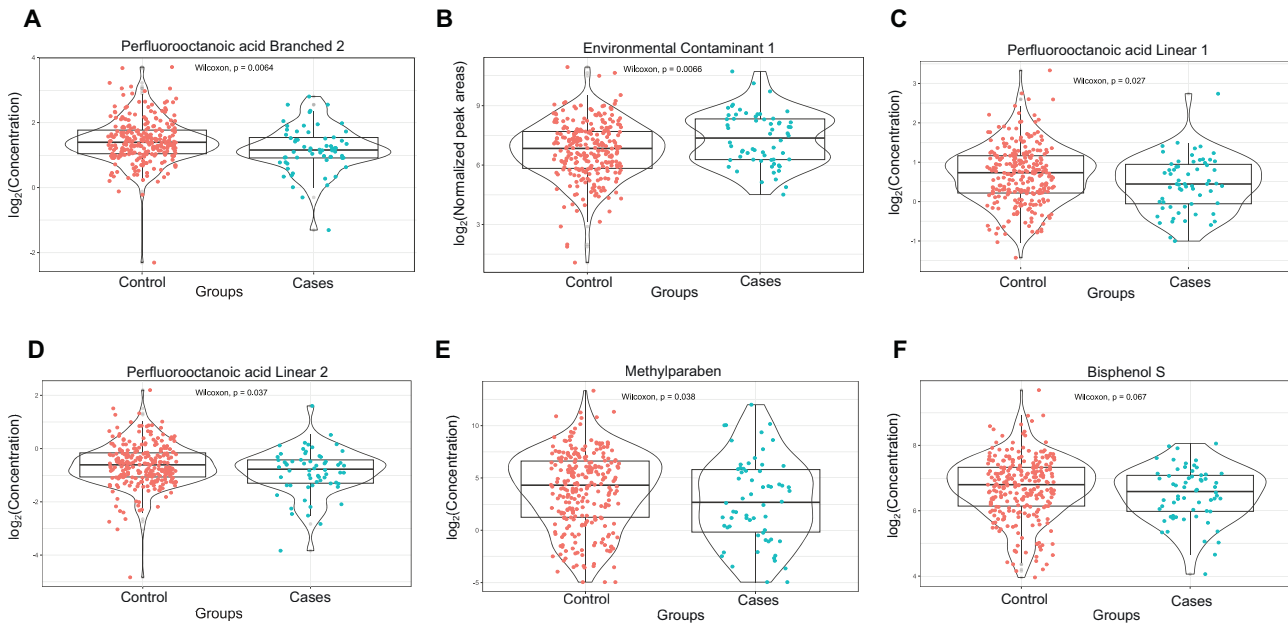 A
Perfluorooctanoic acid Branched 2
Wilcoxon, p = 0.0064
log2(Concentration)
4
2
0
-2
Control
Cases
Groups
B
Environmental Contaminant 1
Wilcoxon, p = 0.0066
log2(Normalized peak areas)
9
6
3
Control
Cases
Groups
C
Perfluorooctanoic acid Linear 1
Wilcoxon, p = 0.027
log2(Concentration)
3
2
1
0
-1
Control
Cases
Groups
D
Perfluorooctanoic acid Linear 2
Wilcoxon, p = 0.037
log2(Concentration)
2
0
-2
-4
Control
Cases
Groups
E
Methylparaben
Wilcoxon, p = 0.038
log2(Concentration)
10
5
0
-5
Control
Cases
Groups
F
Bisphenol S
Wilcoxon, p = 0.067
log2(Concentration)
8
6
4
Control
Cases
Groups